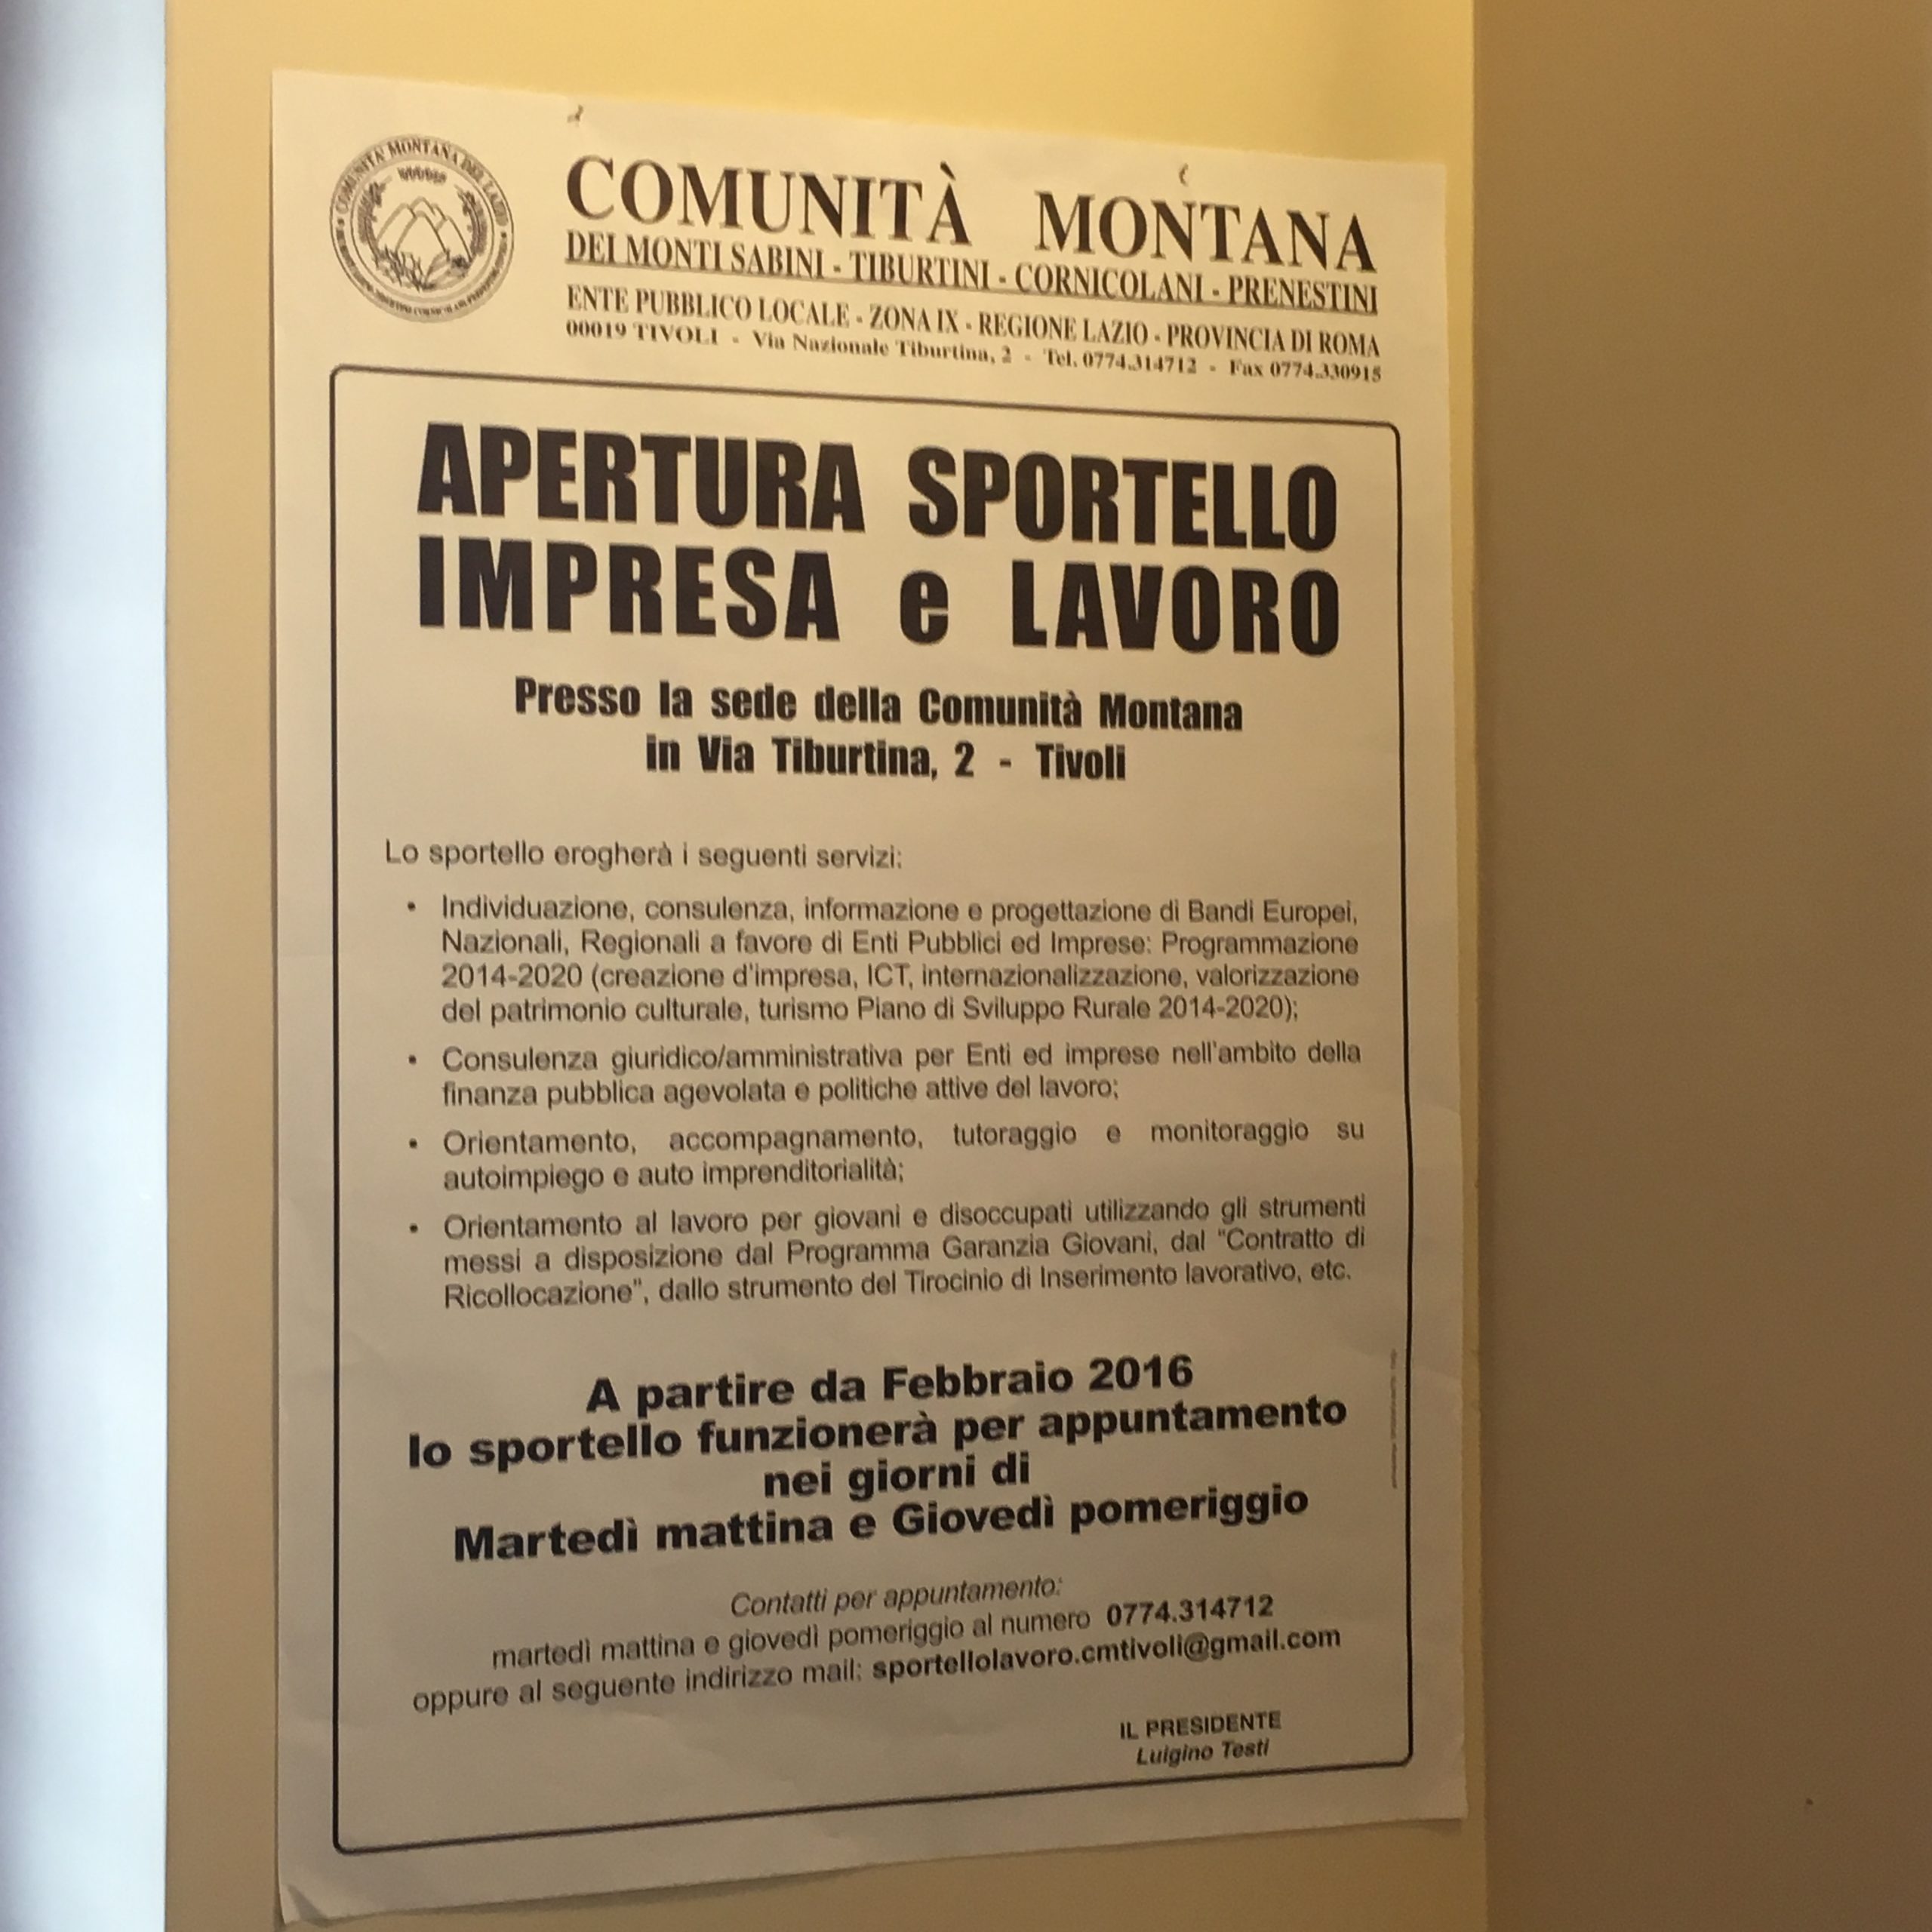 COMUNITÀ MONTANA DEL LAZIO
COMUNITÀ MONTANA
DEI MONTI SABINI - TIBURTINI - CORNICOLANI - PRENESTINI
ENTE PUBBLICO LOCALE - ZONA IX - REGIONE LAZIO - PROVINCIA DI ROMA
00019 TIVOLI - Via Nazionale Tiburtina, 2 - Tel. 0774.314712 - Fax 0774.330915
APERTURA SPORTELLO
IMPRESA e LAVORO
Presso la sede della Comunità Montana
in Via Tiburtina, 2 - Tivoli
Lo sportello erogherà i seguenti servizi:
• Individuazione, consulenza, informazione e progettazione di Bandi Europei,
Nazionali, Regionali a favore di Enti Pubblici ed Imprese: Programmazione
2014-2020 (creazione d'impresa, ICT, internazionalizzazione, valorizzazione
del patrimonio culturale, turismo Piano di Sviluppo Rurale 2014-2020);
• Consulenza giuridico/amministrativa per Enti ed imprese nell'ambito della
finanza pubblica agevolata e politiche attive del lavoro;
• Orientamento, accompagnamento, tutoraggio e monitoraggio su
autoimpiego e auto imprenditorialità;
• Orientamento al lavoro per giovani e disoccupati utilizzando gli strumenti
messi a disposizione dal Programma Garanzia Giovani, dal "Contratto di
Ricollocazione", dallo strumento del Tirocinio di Inserimento lavorativo, etc.
A partire da Febbraio 2016
lo sportello funzionerà per appuntamento
nei giorni di
Martedì mattina e Giovedì pomeriggio
Contatti per appuntamento:
martedì mattina e giovedì pomeriggio al numero 0774.314712
oppure al seguente indirizzo mail: sportellolavoro.cmtivoli@gmail.com
IL PRESIDENTE
Luigino Testi